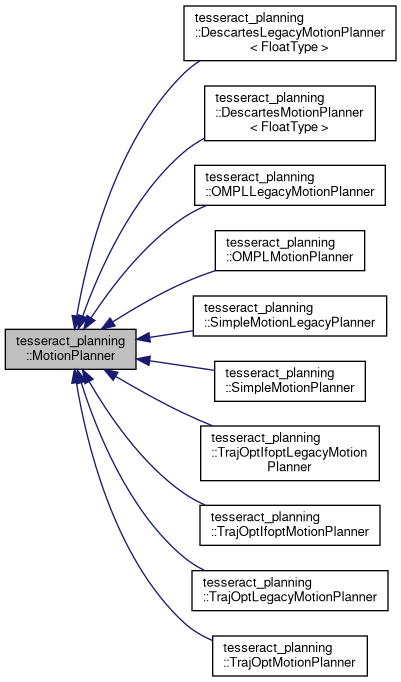 tesseract_planning
::DescartesLegacyMotionPlanner
< FloatType >
tesseract_planning
::DescartesMotionPlanner
< FloatType >
tesseract_planning
::OMPLLegacyMotionPlanner
tesseract_planning
::OMPLMotionPlanner
tesseract_planning
::SimpleMotionLegacyPlanner
tesseract_planning
::MotionPlanner
tesseract_planning
::SimpleMotionPlanner
tesseract_planning
::TrajOptIfoptLegacyMotion
Planner
tesseract_planning
::TrajOptIfoptMotionPlanner
tesseract_planning
::TrajOptLegacyMotionPlanner
tesseract_planning
::TrajOptMotionPlanner